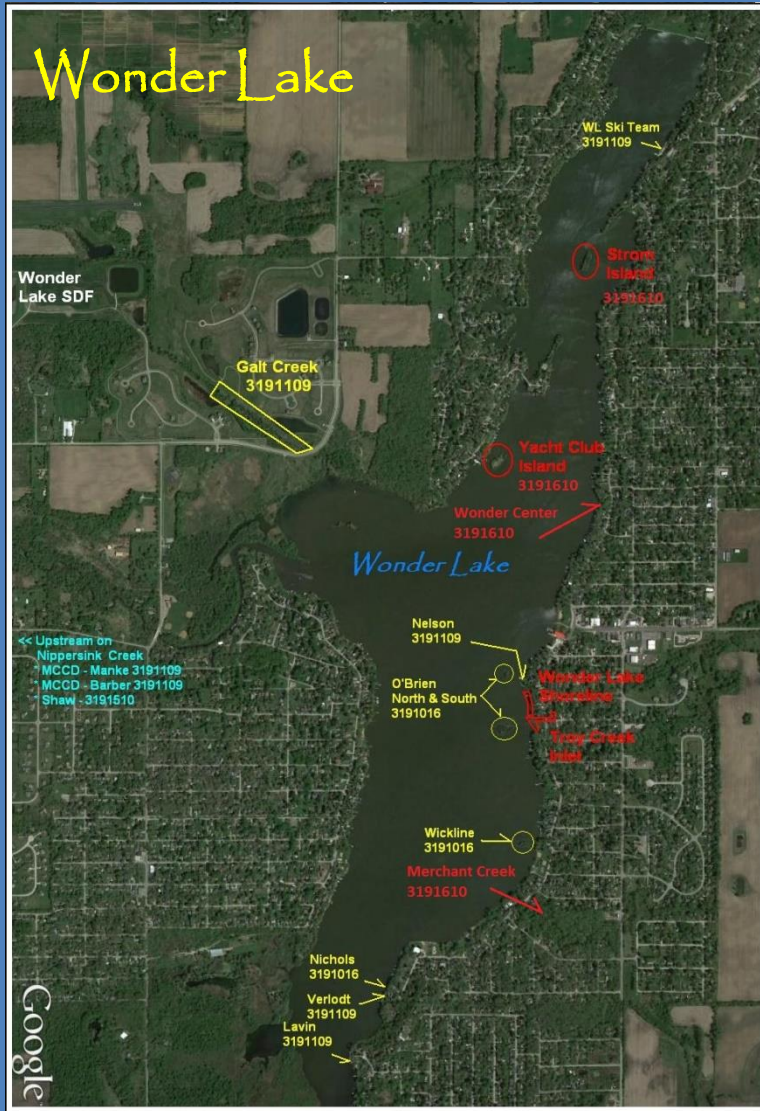 Wonder Lake
WL Ski Team
3191109
Strom
Island
3191610
Wonder
Lake SDF
Galt Creek
3191109
Yacht Club
Island
3191610
Wonder Center
3191610
Wonder Lake
Nelson
3191109
<< Upstream on
Nippersink Creek
* MCCD - Manke 3191109
* MCCD - Barber 3191109
* Shaw - 3191510
O'Brien
North & South
3191016
Wonder Lake
Shoreline
Troy Creek
Inlet
Wickline
3191016
Merchant Creek
3191610
Nichols
3191016
Verlodt
3191109
Lavin
3191109
Google